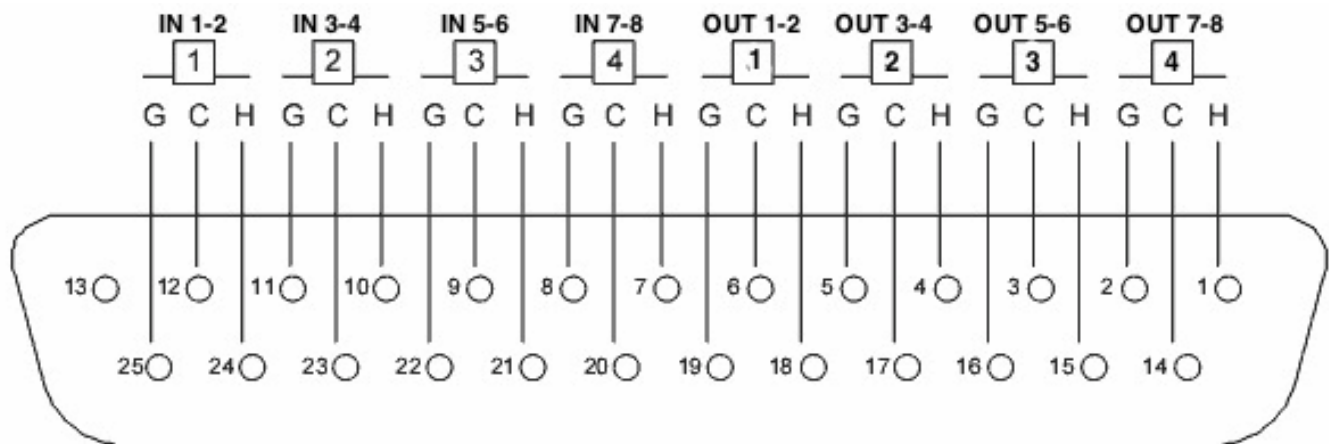 IN 1-2 IN 3-4 IN 5-6 IN 7-8 OUT 1-2 OUT 3-4 OUT 5-6 OUT 7-8
1 2 3 4 1 2 3 4
G C H G C H G C H G C H G C H G C H G C H G C H
13 12 11 10 9 8 7 6 5 4 3 2 1
25 24 23 22 21 20 19 18 17 16 15 14